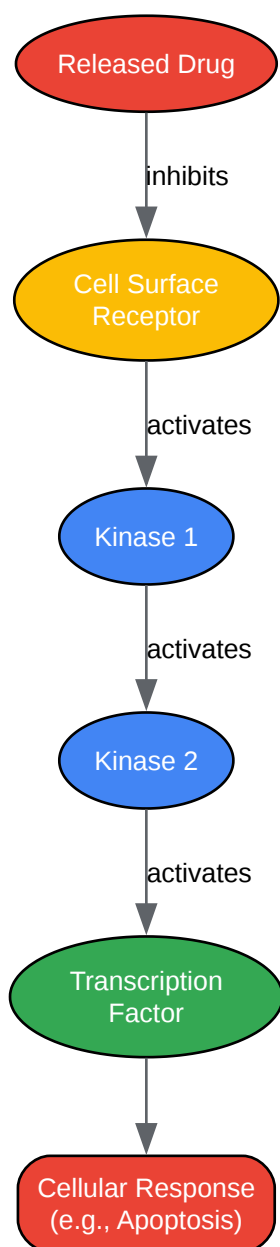 Released Drug
inhibits
Cell Surface
Receptor
activates
Kinase 1
activates
Kinase 2
activates
Transcription
Factor
Cellular Response
(e.g., Apoptosis)